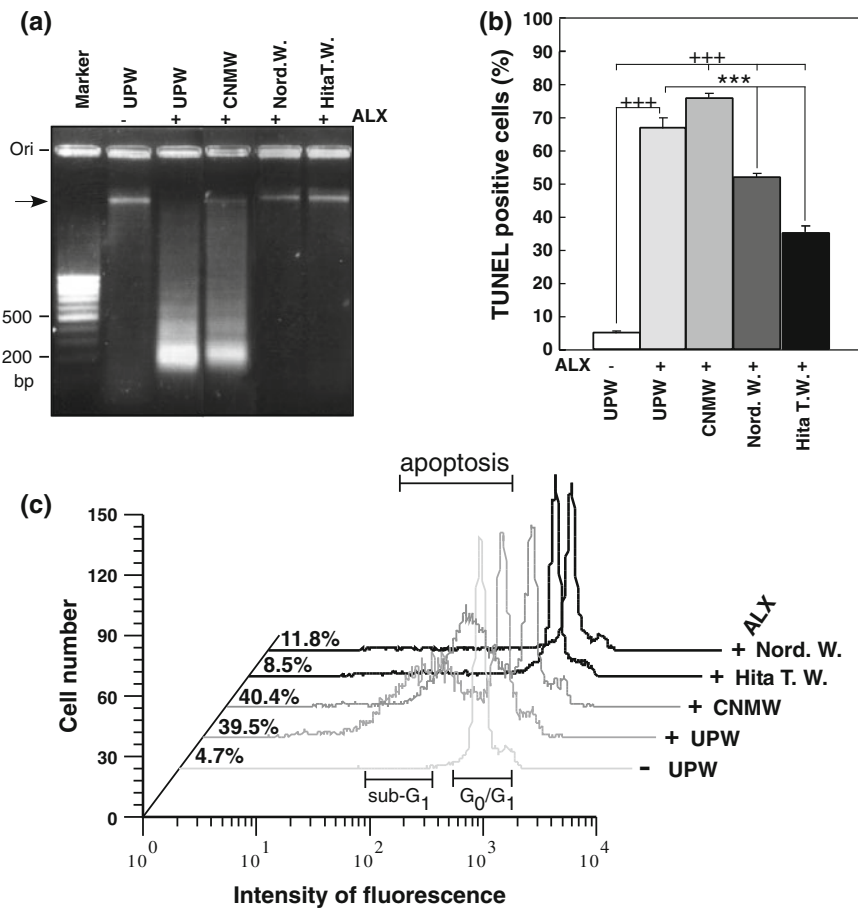 (a)
Marker
- UPW
+ UPW
+ CNMW
+ Nord.W.
+ HitaT.W.
ALX
Ori
500
200
bp
(b)
TUNEL positive cells (%)
100
90
80
70
60
50
40
30
20
10
0
+++
***
+++
ALX - + + + +
UPW
UPW
CNMW
Nord. W.
Hita T.W.
(c)
apoptosis
Cell number
150
120
90
60
30
0
ALX
11.8% + Nord. W.
8.5% + Hita T. W.
40.4% + CNMW
39.5% + UPW
4.7% - UPW
sub-G1 G0/G1
10^0 10^1 10^2 10^3 10^4
Intensity of fluorescence